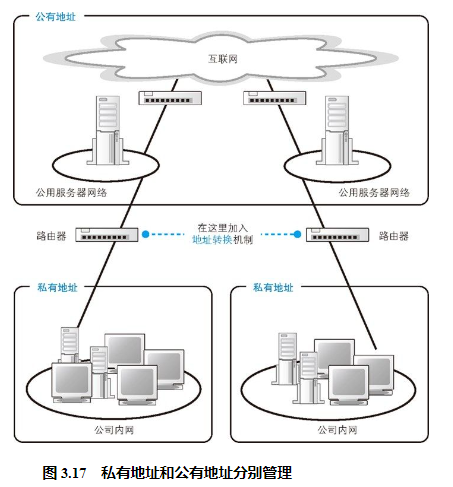 公有地址
互联网
公用服务器网络
公用服务器网络
路由器
在这里加入
地址转换机制
路由器
私有地址
私有地址
公司内网
公司内网
图 3.17 私有地址和公有地址分别管理